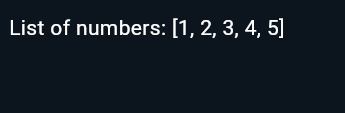 List of numbers: [1, 2, 3, 4, 5]